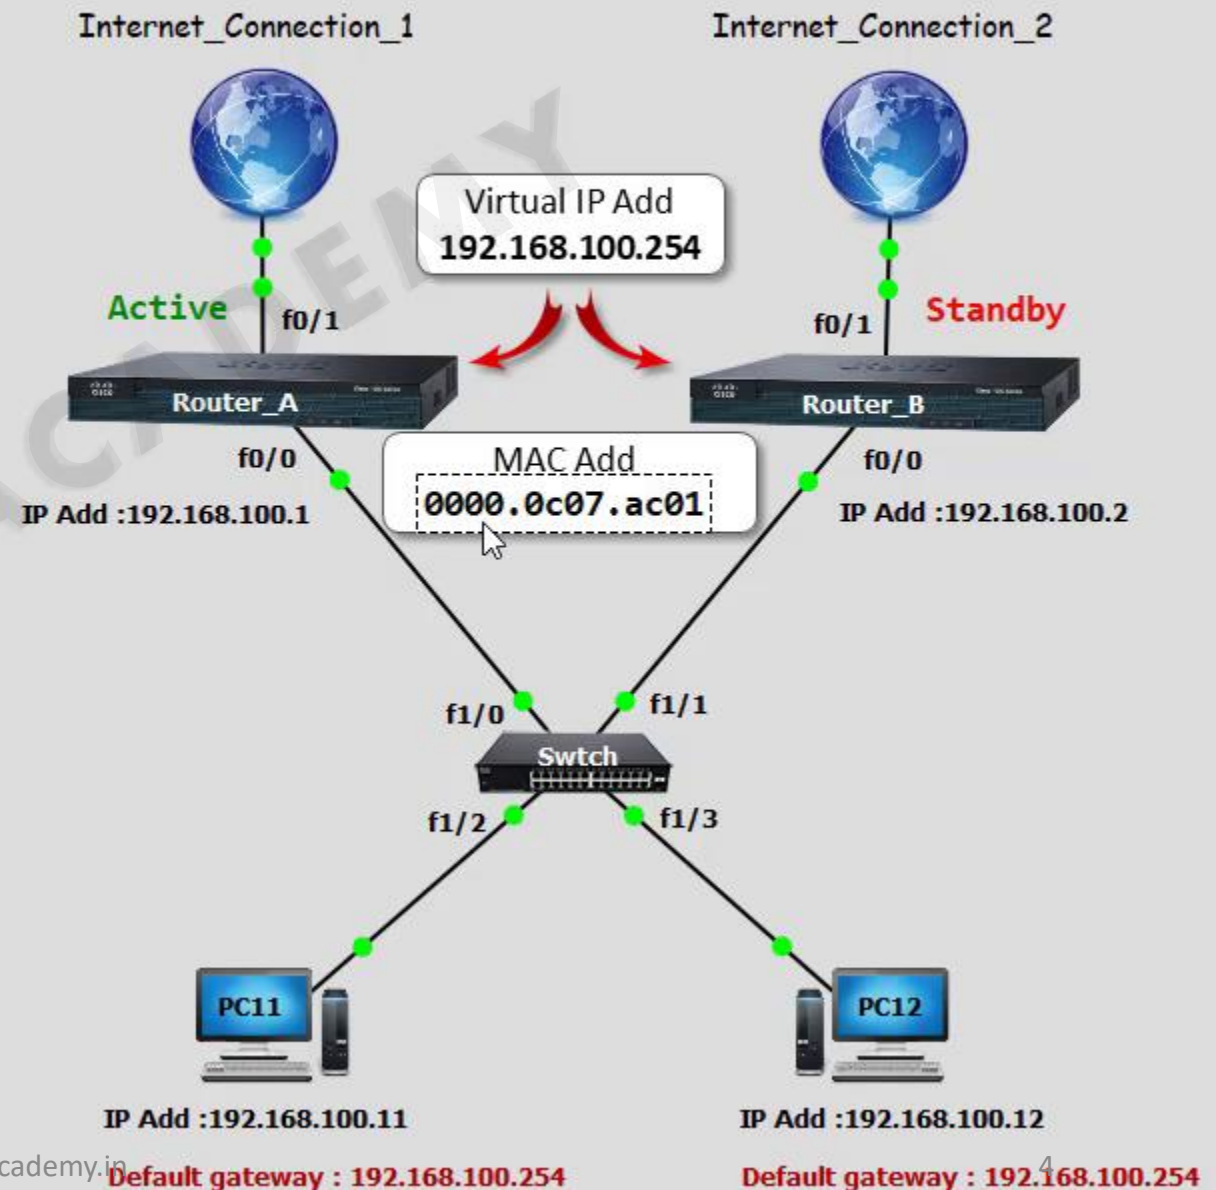 Internet_Connection_1
Internet_Connection_2
ACADEMY
Virtual IP Add
192.168.100.254
Active
f0/1
f0/1
Standby
Router_A
Router_B
f0/0
MAC Add
0000.0c07.ac01
f0/0
IP Add :192.168.100.1
IP Add :192.168.100.2
f1/0
f1/1
Swtch
f1/2
f1/3
PC11
PC12
IP Add :192.168.100.11
IP Add :192.168.100.12
cademy.in
Default gateway : 192.168.100.254
4
Default gateway : 192.168.100.254